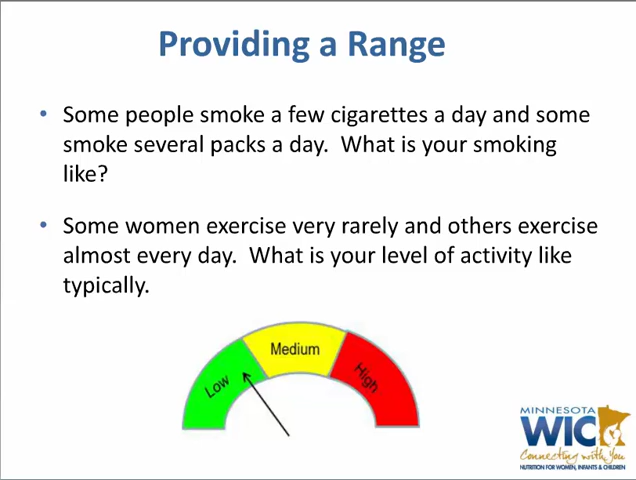 Providing a Range
• Some people smoke a few cigarettes a day and some
smoke several packs a day.  What is your smoking
like?
• Some women exercise very rarely and others exercise
almost every day.  What is your level of activity like
typically.
Low
Medium
High
MINNESOTA
WIC
Connecting with You
NUTRITION FOR WOMEN, INFANTS & CHILDREN